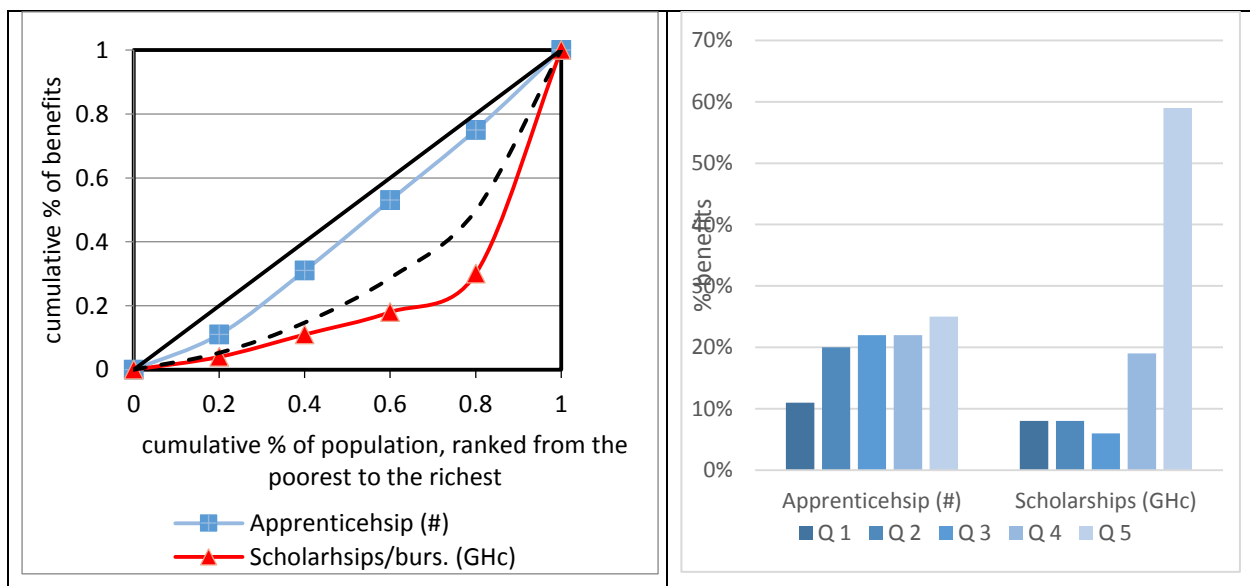 cumulative % of benefits
1
0.8
0.6
0.4
0.2
0
0 0.2 0.4 0.6 0.8 1
cumulative % of population, ranked from the
poorest to the richest
Apprenticehsip (#)
Scholarhsips/burs. (GHc)
% benefits
70%
60%
50%
40%
30%
20%
10%
0%
Apprenticehsip (#) Scholarships (GHc)
Q 1 Q 2 Q 3 Q 4 Q 5